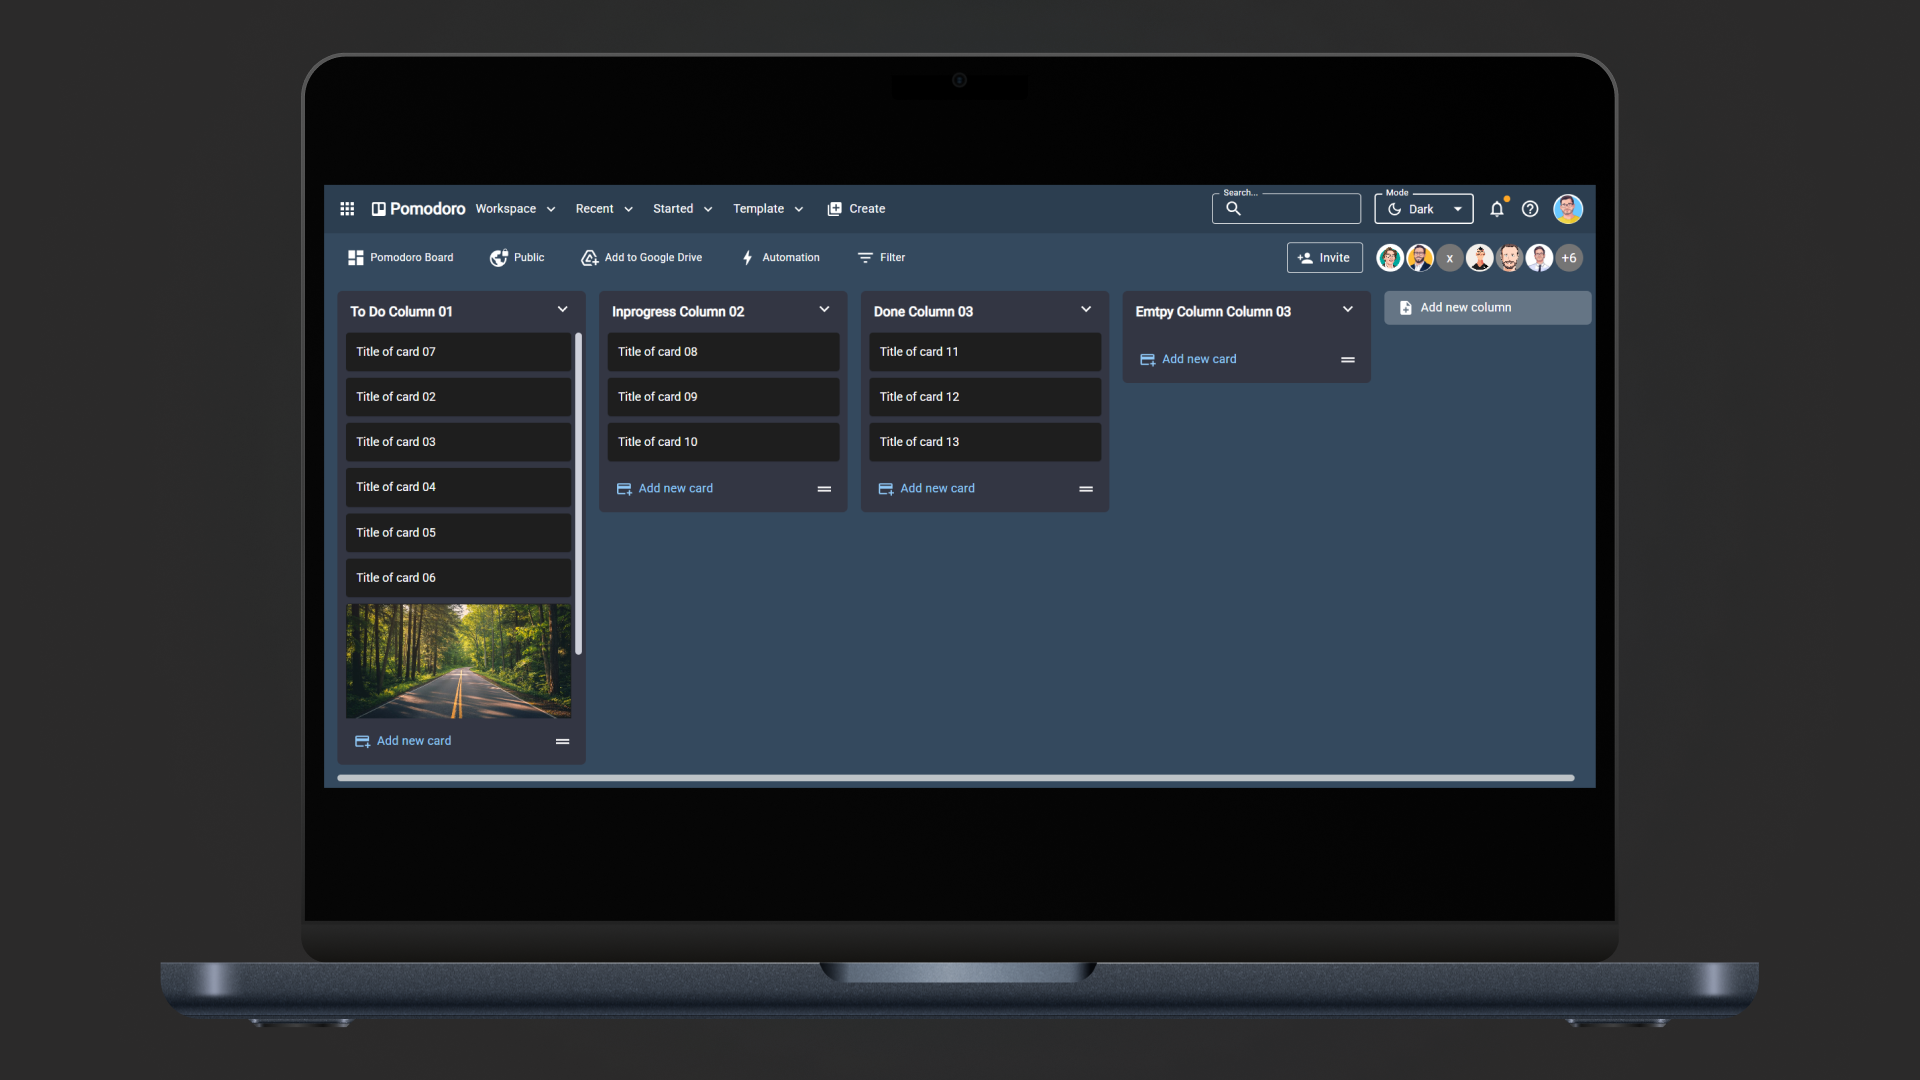 Pomodoro Workspace Recent Started Template Create Search... Mode Dark
Pomodoro Board Public Add to Google Drive Automation Filter Invite x +6
To Do Column 01
Title of card 07
Title of card 02
Title of card 03
Title of card 04
Title of card 05
Title of card 06
Add new card
Inprogress Column 02
Title of card 08
Title of card 09
Title of card 10
Add new card
Done Column 03
Title of card 11
Title of card 12
Title of card 13
Add new card
Emtpy Column Column 03
Add new card
Add new column